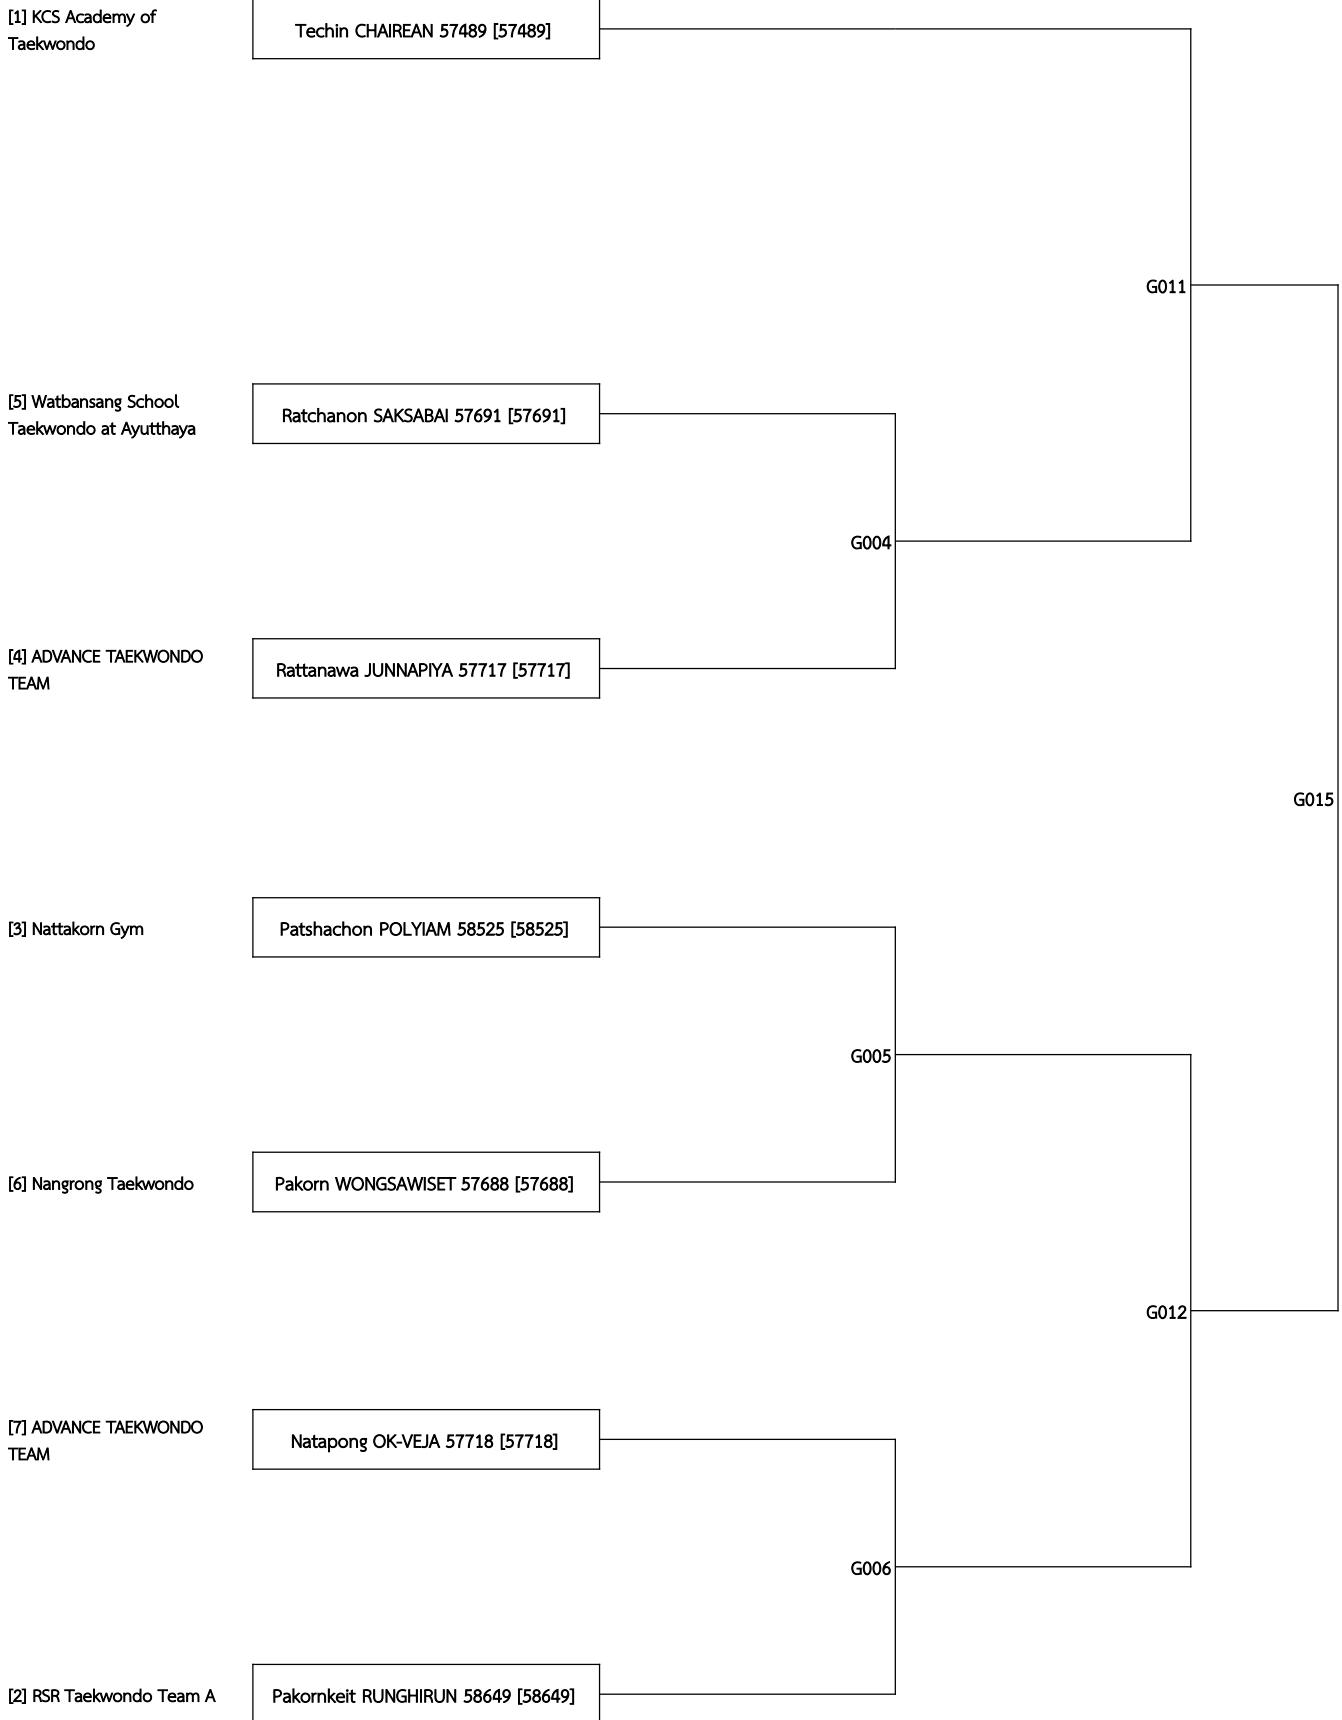 [1] KCS Academy of
Taekwondo
Techin CHAIREAN 57489 [57489]
G011
[5] Watbansang School
Taekwondo at Ayutthaya
Ratchanon SAKSABAI 57691 [57691]
G004
[4] ADVANCE TAEKWONDO
TEAM
Rattanawa JUNNAPIYA 57717 [57717]
G015
[3] Nattakorn Gym
Patshachon POLYIAM 58525 [58525]
G005
[6] Nangrong Taekwondo
Pakorn WONGSAWISET 57688 [57688]
G012
[7] ADVANCE TAEKWONDO
TEAM
Natapong OK-VEJA 57718 [57718]
G006
[2] RSR Taekwondo Team A
Pakornkeit RUNGHIRUN 58649 [58649]